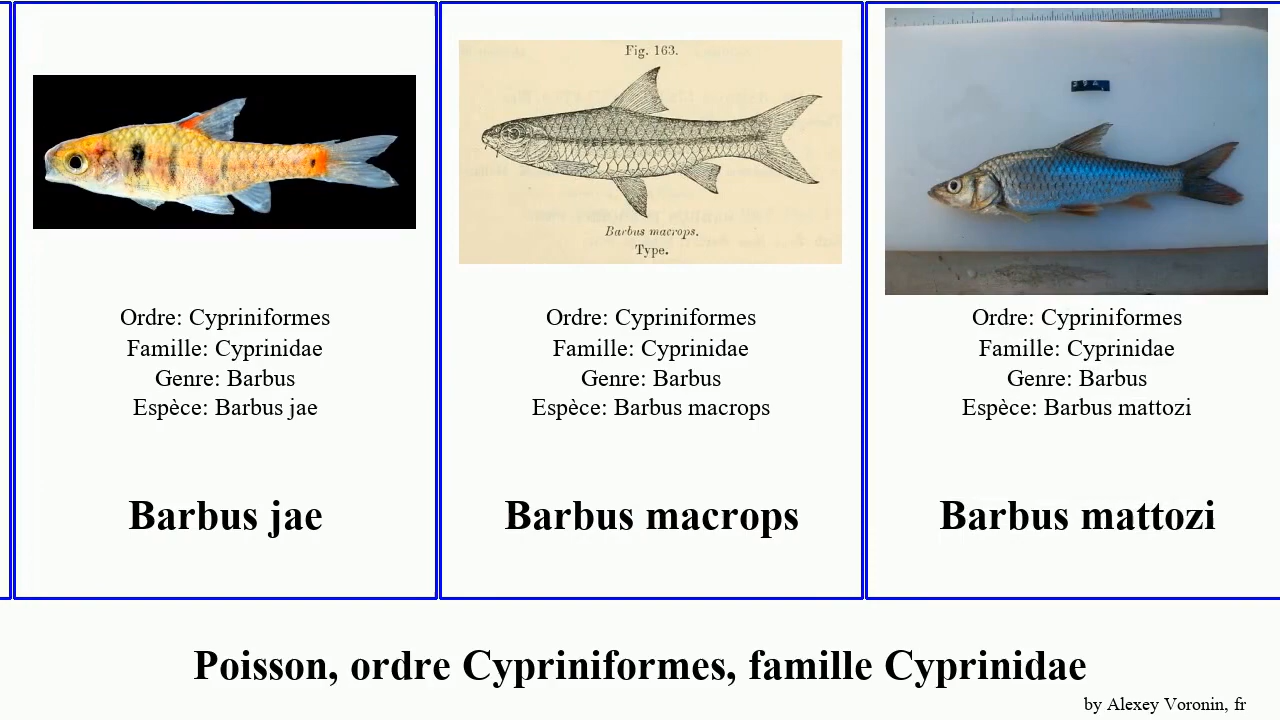 Fig. 163.
Barbus macrops.
Type.
Ordre: Cypriniformes
Famille: Cyprinidae
Genre: Barbus
Espèce: Barbus jae
Barbus jae
Ordre: Cypriniformes
Famille: Cyprinidae
Genre: Barbus
Espèce: Barbus macrops
Barbus macrops
Ordre: Cypriniformes
Famille: Cyprinidae
Genre: Barbus
Espèce: Barbus mattozi
Barbus mattozi
Poisson, ordre Cypriniformes, famille Cyprinidae
by Alexey Voronin, fr